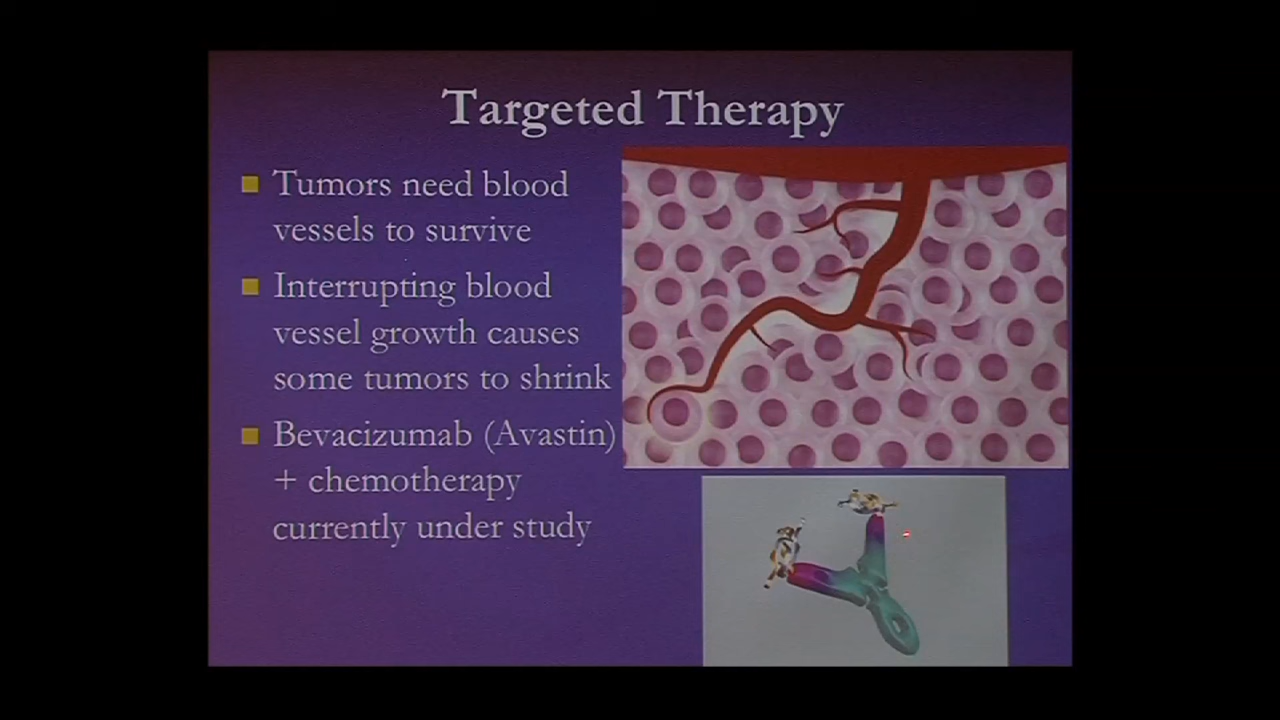 Targeted Therapy
Tumors need blood
vessels to survive
Interrupting blood
vessel growth causes
some tumors to shrink
Bevacizumab (Avastin)
+ chemotherapy
currently under study